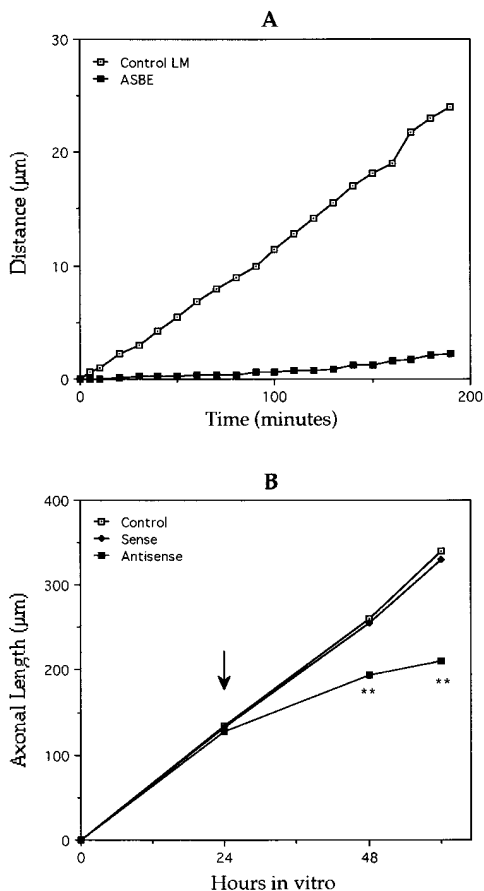 A
30
Control LM
ASBE
20
10
0
0
100
200
Distance (µm)
Time (minutes)
B
400
Control
Sense
Antisense
300
200
100
0
**
**
0
24
48
Axonal Length (µm)
Hours in vitro